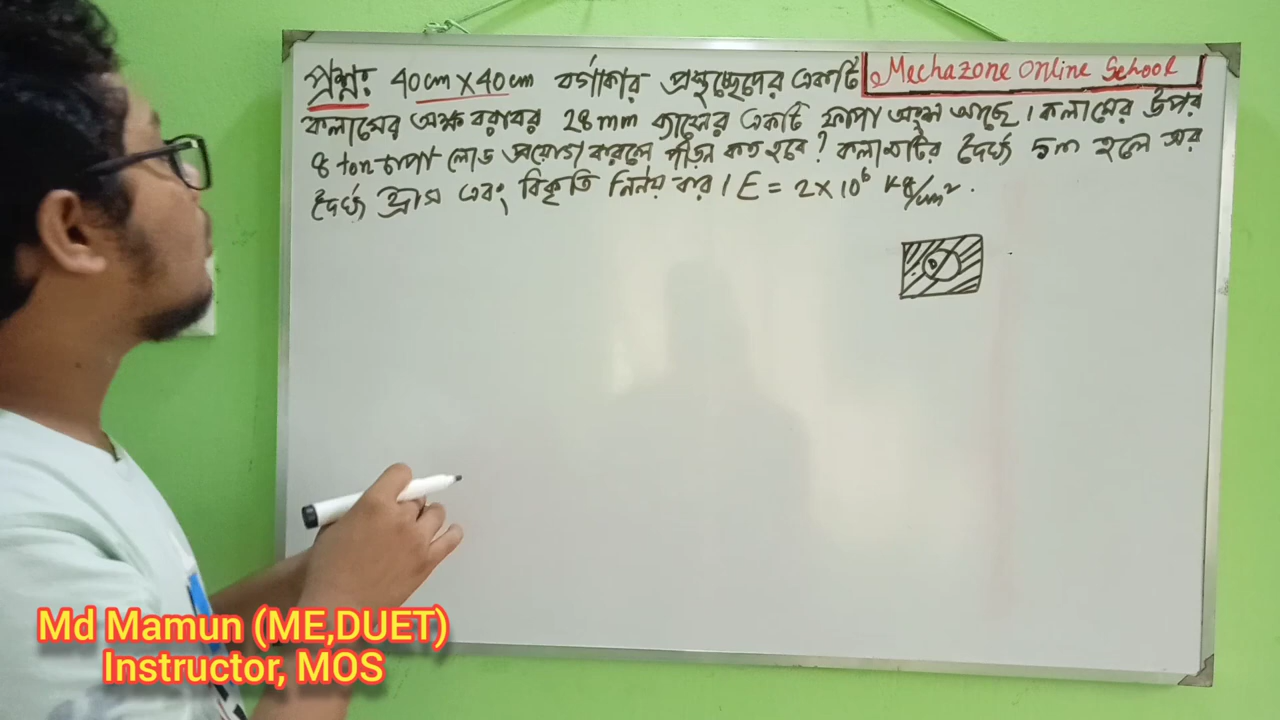 প্রশ্নঃ 40cm X 40cm বর্গাকার প্রস্থচ্ছেদের একটি
Mechazone Online School
কলামের অক্ষ বরাবর 28 mm ব্যাসের একটি ফাপা অংশ আছে। কলামের উপর
8 ton চাপা লোড প্রয়োগ করলে পীড়ন কত হবে? কলামটির দৈর্ঘ্য 5m হলে অর
দৈর্ঘ্য হ্রাস এবং বিকৃতি নির্নয় কর। E = 2 × 10⁶ kg/cm².
D
Md Mamun (ME,DUET)
Instructor, MOS